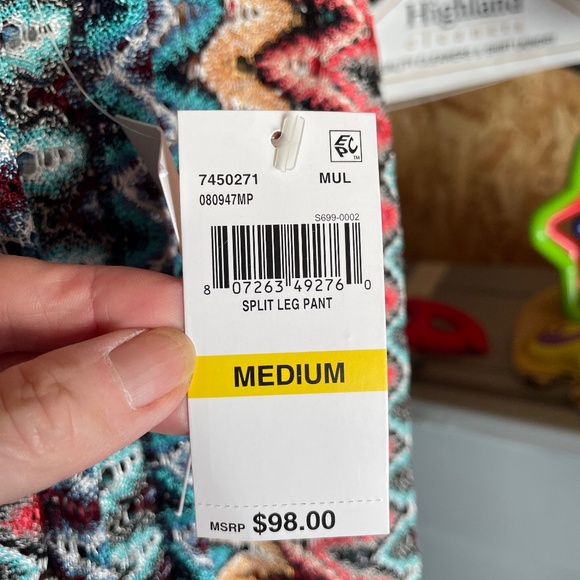 Highland
7450271 MUL
080947MP
S699-0002
8 07263 49276 0
SPLIT LEG PANT
MEDIUM
MSRP $98.00